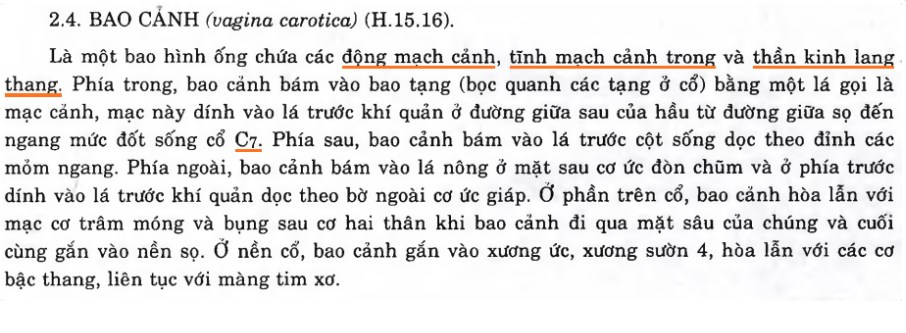 2.4. BAO CẢNH (vagina carotica) (H.15.16).
Là một bao hình ống chứa các động mạch cảnh, tĩnh mạch cảnh trong và thần kinh lang
thang. Phía trong, bao cảnh bám vào bao tạng (bọc quanh các tạng ở cổ) bằng một lá gọi là
mạc cảnh, mạc này dính vào lá trước khí quản ở đường giữa sau của hầu từ đường giữa sọ đến
ngang mức đốt sống cổ C7. Phía sau, bao cảnh bám vào lá trước cột sống dọc theo đỉnh các
mỏm ngang. Phía ngoài, bao cảnh bám vào lá nông ở mặt sau cơ ức đòn chũm và ở phía trước
dính vào lá trước khí quản dọc theo bờ ngoài cơ ức giáp. Ở phần trên cổ, bao cảnh hòa lẫn với
mạc cơ trâm móng và bụng sau cơ hai thân khi bao cảnh đi qua mặt sâu của chúng và cuối
cùng gắn vào nền sọ. Ở nền cổ, bao cảnh gắn vào xương ức, xương sườn 4, hòa lẫn với các cơ
bậc thang, liên tục với màng tim xơ.